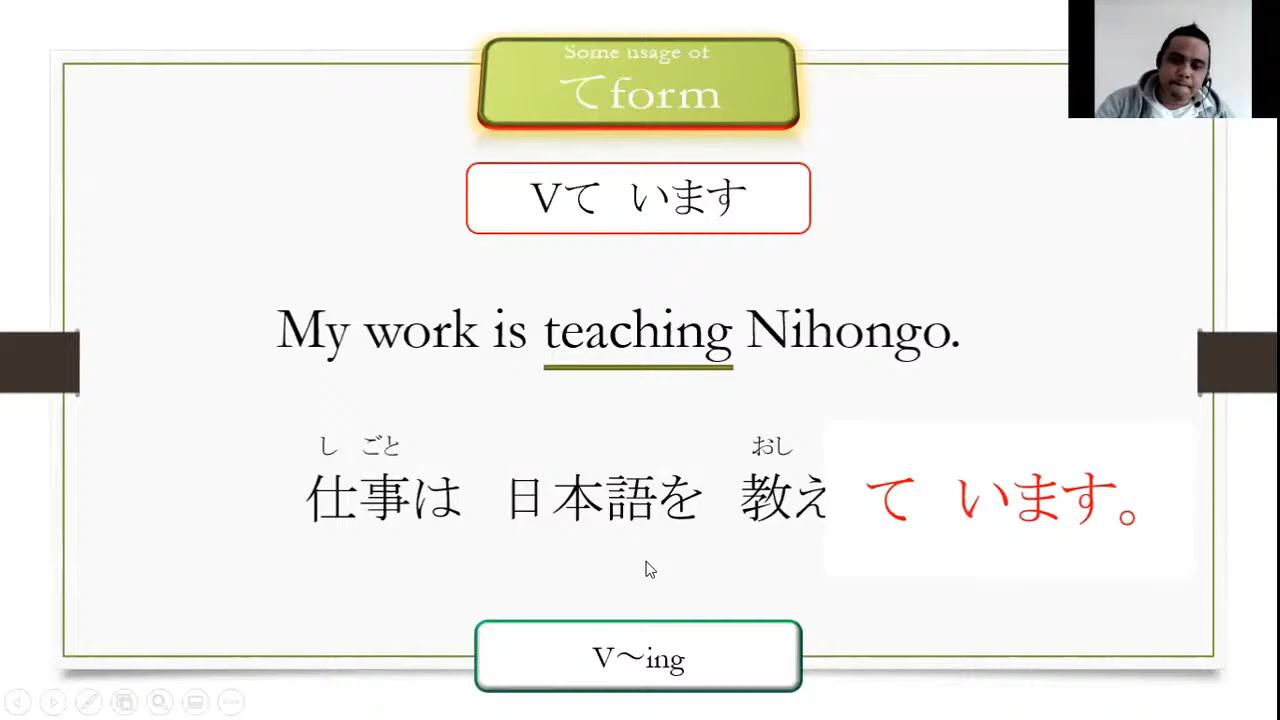 Some usage of
てform
Vて います
My work is teaching Nihongo.
し ごと おし
仕事は 日本語を 教え て います。
V～ing